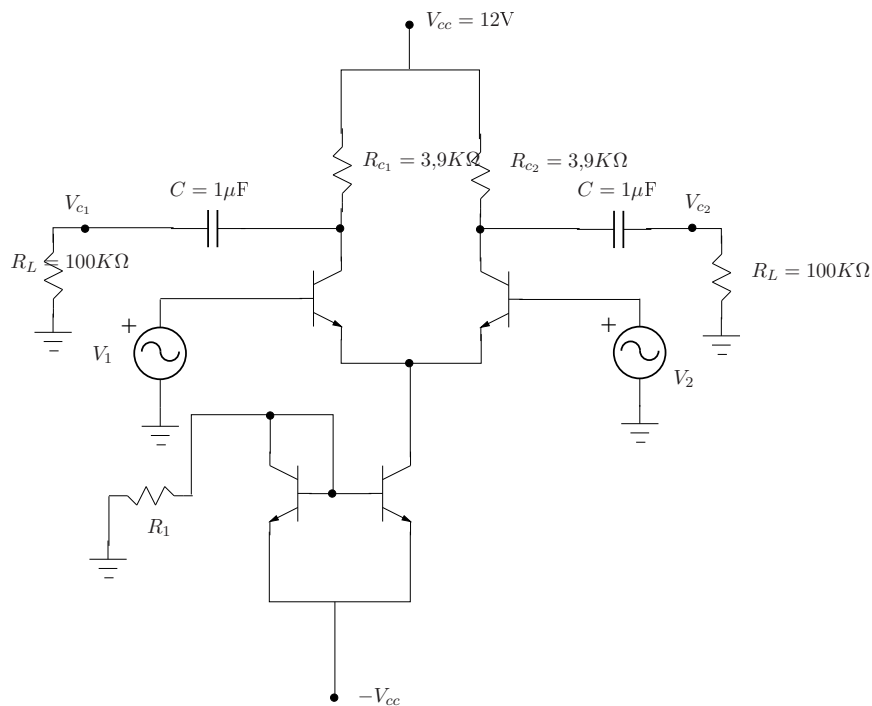 V_cc = 12V
R_c1 = 3,9KΩ
R_c2 = 3,9KΩ
C = 1μF
C = 1μF
V_c1
V_c2
R_L = 100KΩ
R_L = 100KΩ
+
+
V_1
V_2
R_1
−V_cc